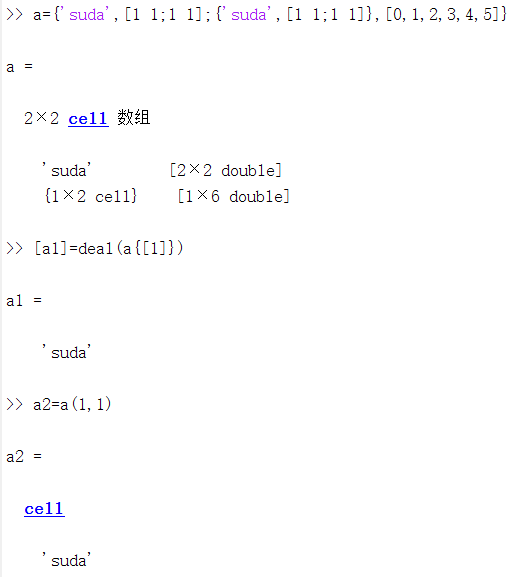 >> a={'suda',[1 1;1 1];{'suda',[1 1;1 1]},[0,1,2,3,4,5]}
a =
2×2 cell 数组
'suda' [2×2 double]
{1×2 cell} [1×6 double]
>> [a1]=deal(a{[1]})
a1 =
'suda'
>> a2=a(1,1)
a2 =
cell
'suda'